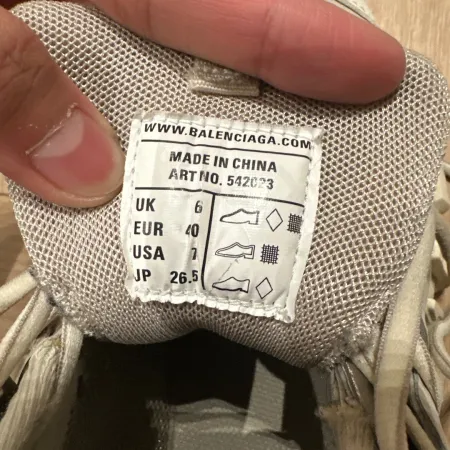 WWW.BALENCIAGA.COM
MADE IN CHINA
ART NO. 542023
UK 6
EUR 40
USA 7
JP 26.5